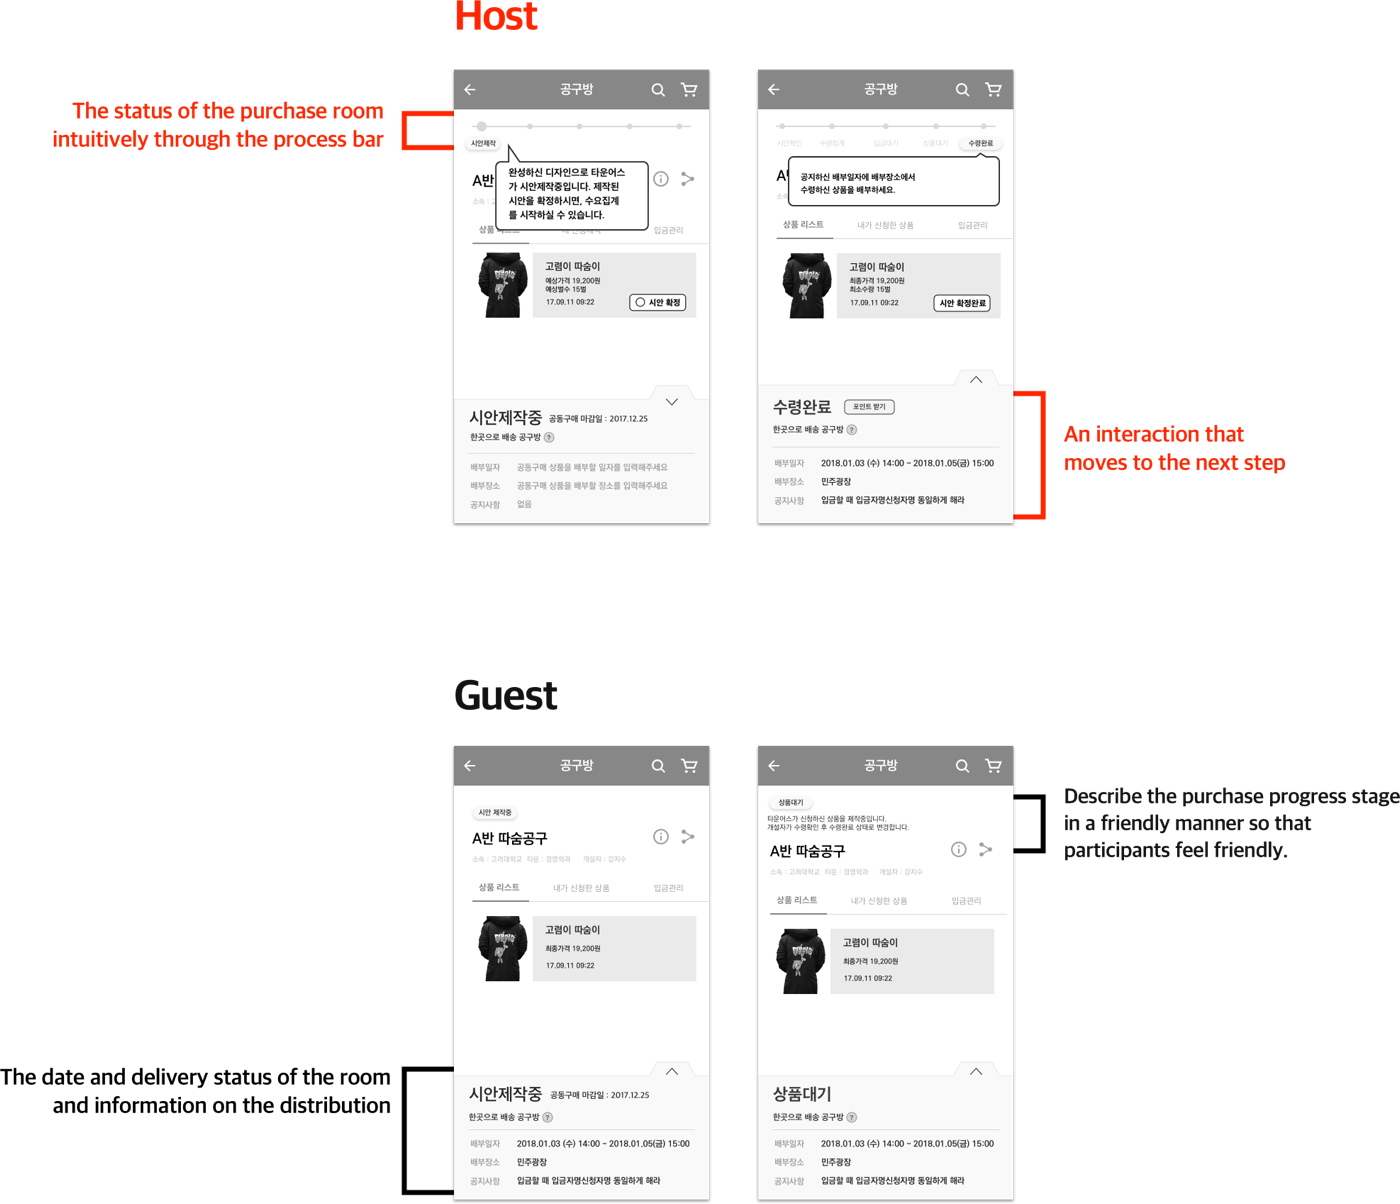 Host
The status of the purchase room
intuitively through the process bar
공구방
시안제작
완성하신 디자인으로 타운어스
가 시안제작중입니다. 제작된
시안을 확정하시면, 수요집계
를 시작하실 수 있습니다.
A반
소속 : 고
상품
입금관리
고렴이 따숨이
예상가격 19,200원
예상벌수 15벌
17.09.11 09:22
시안 확정
시안제작중 공동구매 마감일 : 2017.12.25
한곳으로 배송 공구방 ?
배부일자 공동구매 상품을 배부할 일자를 입력해주세요
배부장소 공동구매 상품을 배부할 장소를 입력해주세요
공지사항 없음
공구방
시안확인 수량집계 입금대기 상품대기 수령완료
공지하신 배부일자에 배부장소에서
수령하신 상품을 배부하세요.
상품 리스트 내가 신청한 상품 입금관리
고렴이 따숨이
최종가격 19,200원
최소수량 15벌
17.09.11 09:22
시안 확정완료
수령완료 포인트 받기
한곳으로 배송 공구방 ?
배부일자 2018.01.03 (수) 14:00 ~ 2018.01.05(금) 15:00
배부장소 민주광장
공지사항 입금할 때 입금자명신청자명 동일하게 해라
An interaction that
moves to the next step
Guest
공구방
시안 제작중
A반 따숨공구
소속 : 고려대학교 타운 : 경영학과 개설자 : 강지수
상품 리스트 내가 신청한 상품 입금관리
고렴이 따숨이
최종가격 19,200원
17.09.11 09:22
시안제작중 공동구매 마감일 : 2017.12.25
한곳으로 배송 공구방 ?
배부일자 2018.01.03 (수) 14:00 ~ 2018.01.05(금) 15:00
배부장소 민주광장
공지사항 입금할 때 입금자명신청자명 동일하게 해라
The date and delivery status of the room
and information on the distribution
공구방
상품대기
타운어스가 신청하신 상품을 제작중입니다.
개설자가 수령확인 후 수령완료 상태로 변경합니다.
A반 따숨공구
소속 : 고려대학교 타운 : 경영학과 개설자 : 강지수
상품 리스트 내가 신청한 상품 입금관리
고렴이 따숨이
최종가격 19,200원
17.09.11 09:22
상품대기
한곳으로 배송 공구방 ?
배부일자 2018.01.03 (수) 14:00 ~ 2018.01.05(금) 15:00
배부장소 민주광장
공지사항 입금할 때 입금자명신청자명 동일하게 해라
Describe the purchase progress stage
in a friendly manner so that
participants feel friendly.